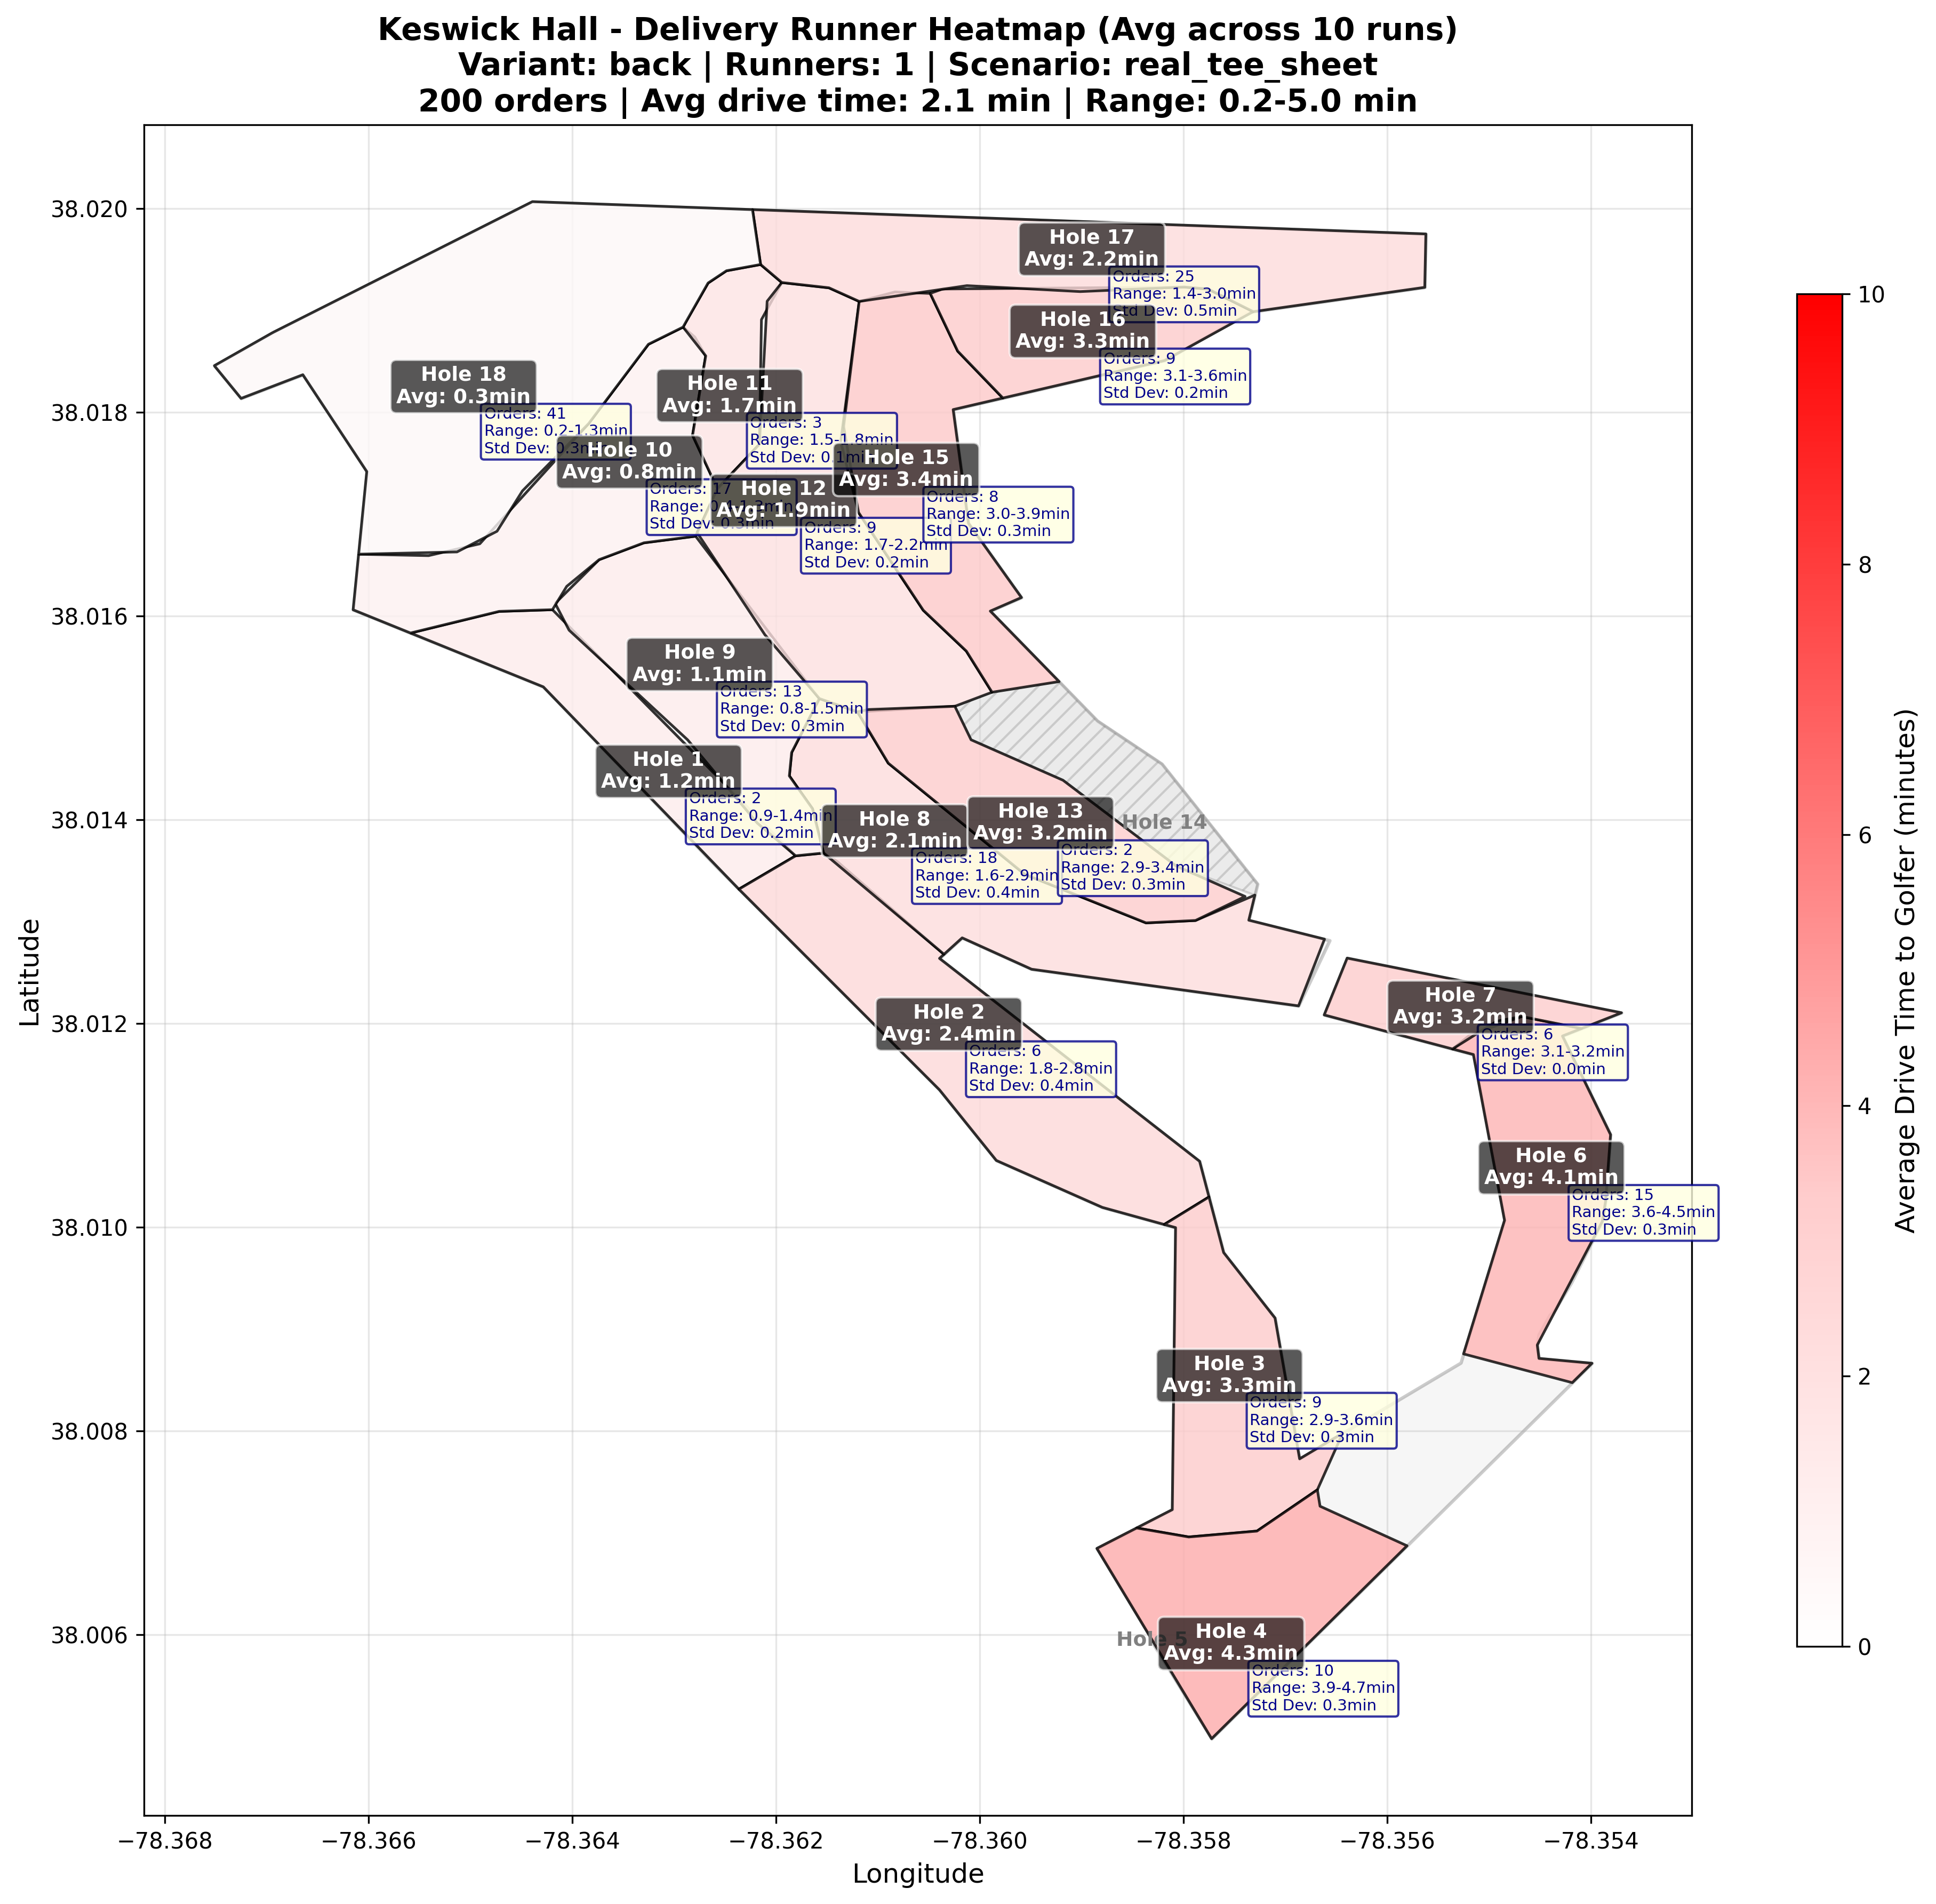 Keswick Hall - Delivery Runner Heatmap (Avg across 10 runs)
Variant: back | Runners: 1 | Scenario: real_tee_sheet
200 orders | Avg drive time: 2.1 min | Range: 0.2-5.0 min
Latitude
38.020
38.018
38.016
38.014
38.012
38.010
38.008
38.006
Hole 17
Avg: 2.2min
Orders: 25
Range: 1.4-3.0min
Std Dev: 0.5min
Hole 16
Avg: 3.3min
Orders: 9
Range: 3.1-3.6min
Std Dev: 0.2min
Hole 18
Avg: 0.3min
Orders: 41
Range: 0.2-1.3min
Std Dev: 0.3min
Hole 11
Avg: 1.7min
Orders: 3
Range: 1.5-1.8min
Std Dev: 0.1min
Hole 10
Avg: 0.8min
Orders: 17
Range:
Std Dev: 0.3min
Hole 15
Avg: 3.4min
Orders: 8
Range: 3.0-3.9min
Std Dev: 0.3min
Hole 12
Avg: 1.9min
Orders: 9
Range: 1.7-2.2min
Std Dev: 0.2min
Hole 9
Avg: 1.1min
Orders: 13
Range: 0.8-1.5min
Std Dev: 0.3min
Hole 1
Avg: 1.2min
Orders: 2
Range: 0.9-1.4min
Std Dev: 0.2min
Hole 8
Avg: 2.1min
Orders: 18
Range: 1.6-2.9min
Std Dev: 0.4min
Hole 13
Avg: 3.2min
Orders: 2
Range: 2.9-3.4min
Std Dev: 0.3min
Hole 14
Hole 2
Avg: 2.4min
Orders: 6
Range: 1.8-2.8min
Std Dev: 0.4min
Hole 7
Avg: 3.2min
Orders: 6
Range: 3.1-3.2min
Std Dev: 0.0min
Hole 6
Avg: 4.1min
Orders: 15
Range: 3.6-4.5min
Std Dev: 0.3min
Hole 3
Avg: 3.3min
Orders: 9
Range: 2.9-3.6min
Std Dev: 0.3min
Hole 5
Hole 4
Avg: 4.3min
Orders: 10
Range: 3.9-4.7min
Std Dev: 0.3min
−78.368
−78.366
−78.364
−78.362
−78.360
−78.358
−78.356
−78.354
Longitude
10
8
6
4
2
0
Average Drive Time to Golfer (minutes)